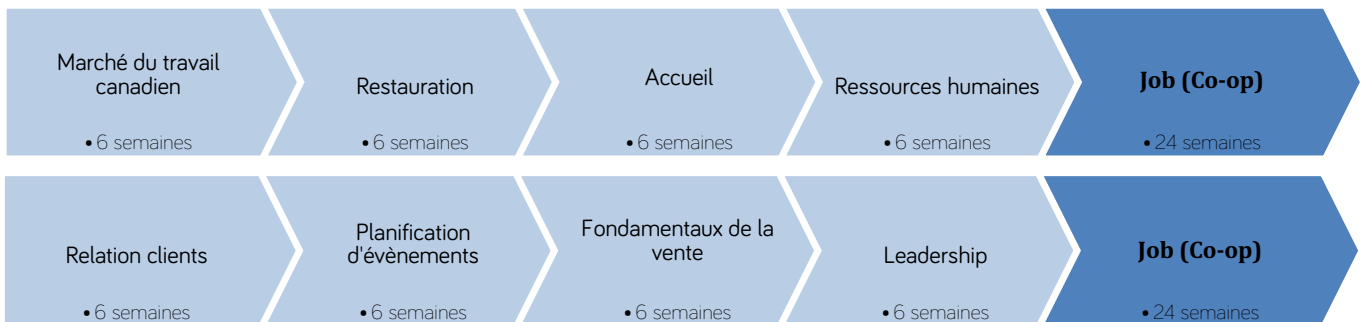 Marché du travail
canadien
• 6 semaines
Restauration
• 6 semaines
Accueil
• 6 semaines
Ressources humaines
• 6 semaines
Job (Co-op)
• 24 semaines
Relation clients
• 6 semaines
Planification
d'évènements
• 6 semaines
Fondamentaux de la
vente
• 6 semaines
Leadership
• 6 semaines
Job (Co-op)
• 24 semaines